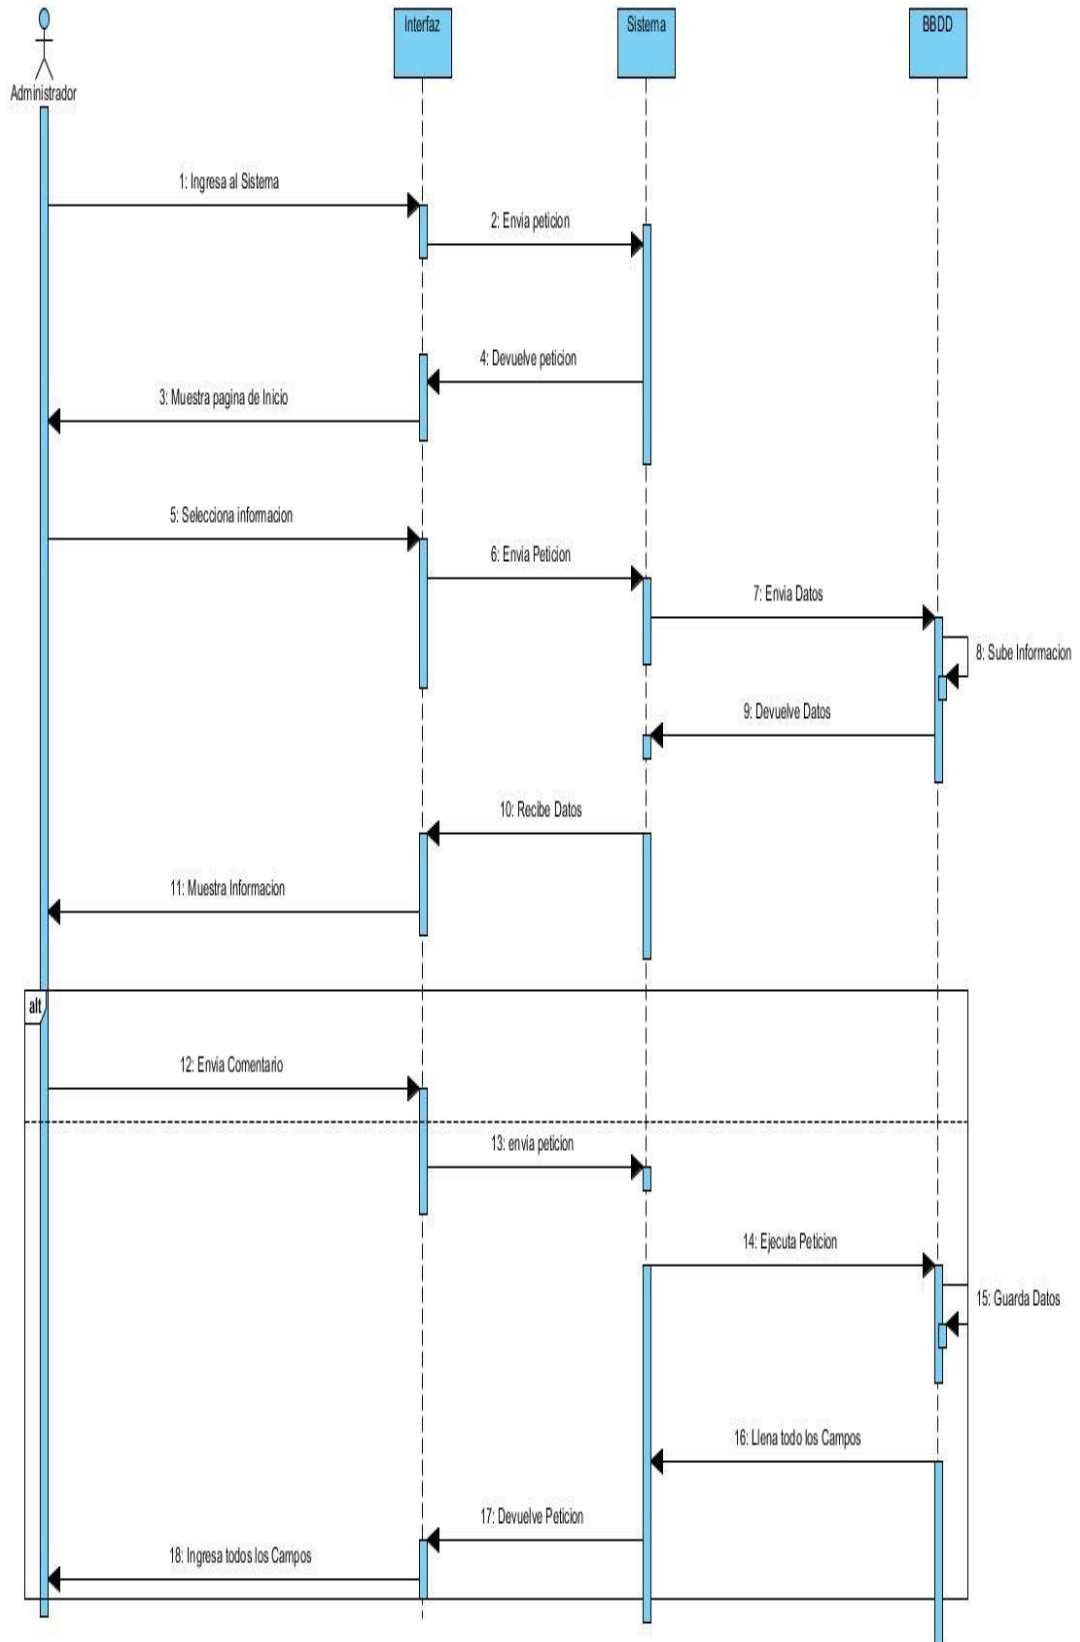 Interfaz
Sistema
BBDD
Administrador
1: Ingresa al Sistema
2: Envia peticion
4: Devuelve peticion
3: Muestra pagina de Inicio
5: Selecciona informacion
6: Envia Peticion
7: Envia Datos
8: Sube Informacion
9: Devuelve Datos
10: Recibe Datos
11: Muestra Informacion
alt
12: Envia Comentario
13: envia peticion
14: Ejecuta Peticion
15: Guarda Datos
16: Llena todo los Campos
17: Devuelve Peticion
18: Ingresa todos los Campos